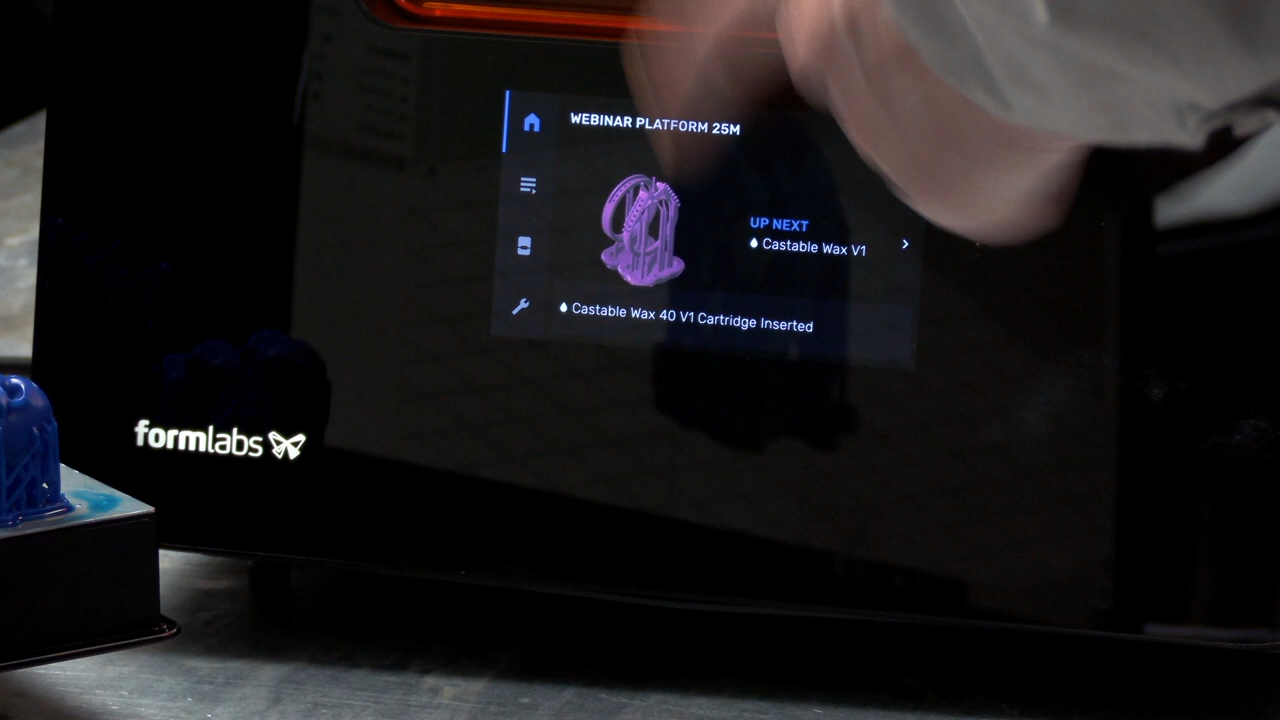 WEBINAR PLATFORM 25M
UP NEXT
Castable Wax V1
Castable Wax 40 V1 Cartridge Inserted
formlabs